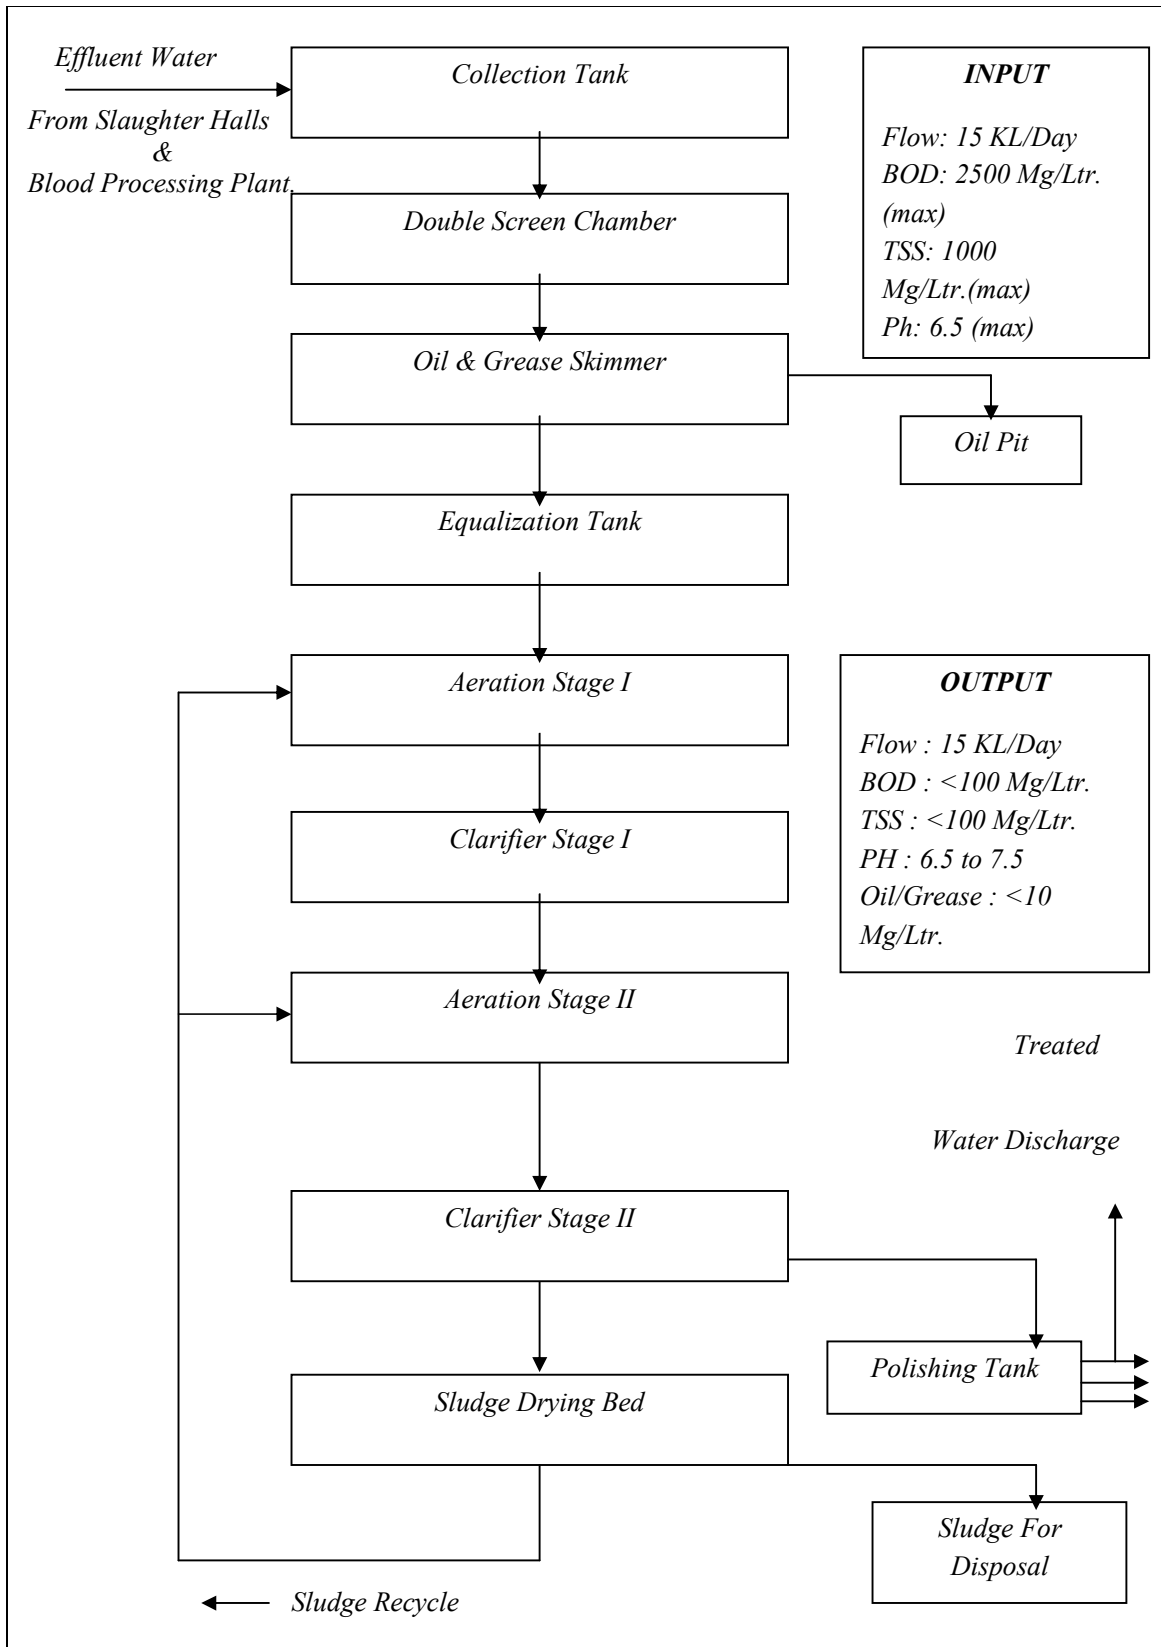 Effluent Water
From Slaughter Halls
&
Blood Processing Plant.
Collection Tank
INPUT
Flow: 15 KL/Day
BOD: 2500 Mg/Ltr.
(max)
TSS: 1000
Mg/Ltr.(max)
Ph: 6.5 (max)
Double Screen Chamber
Oil & Grease Skimmer
Oil Pit
Equalization Tank
Aeration Stage I
OUTPUT
Flow : 15 KL/Day
BOD : <100 Mg/Ltr.
TSS : <100 Mg/Ltr.
PH : 6.5 to 7.5
Oil/Grease : <10
Mg/Ltr.
Clarifier Stage I
Aeration Stage II
Treated
Water Discharge
Clarifier Stage II
Polishing Tank
Sludge Drying Bed
Sludge For
Disposal
Sludge Recycle